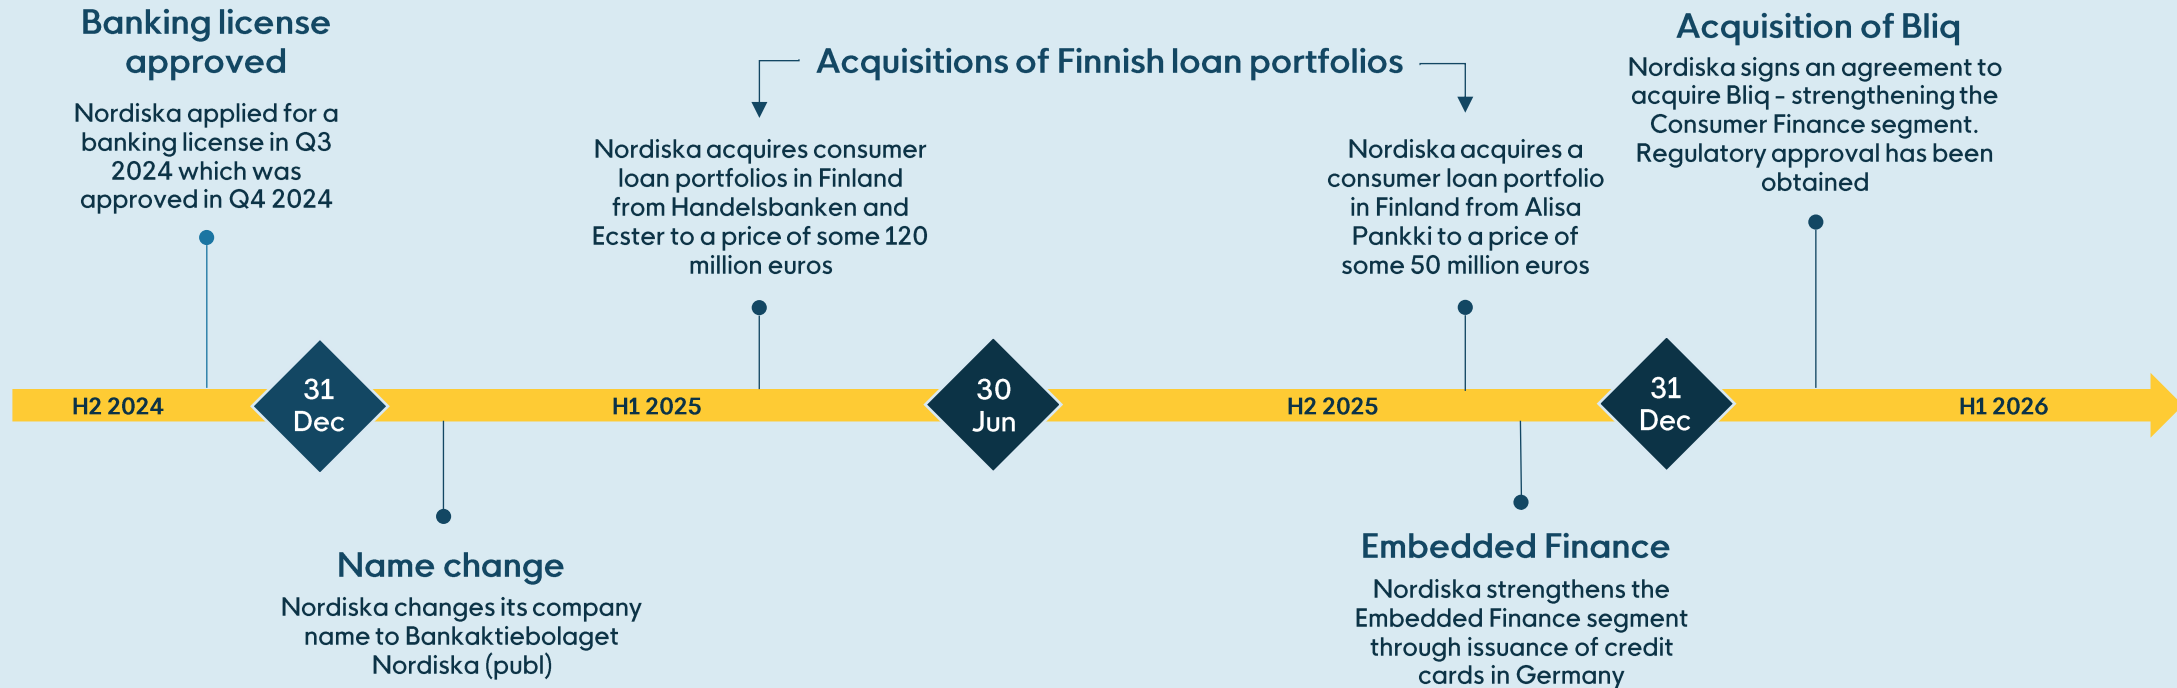 Banking license
approved
Nordiska applied for a
banking license in Q3
2024 which was
approved in Q4 2024
Acquisitions of Finnish loan portfolios
Nordiska acquires consumer
loan portfolios in Finland
from Handelsbanken and
Ecster to a price of some 120
million euros
Nordiska acquires a
consumer loan portfolio
in Finland from Alisa
Pankki to a price of
some 50 million euros
Acquisition of Bliq
Nordiska signs an agreement to
acquire Bliq - strengthening the
Consumer Finance segment.
Regulatory approval has been
obtained
H2 2024
31
Dec
H1 2025
30
Jun
H2 2025
31
Dec
H1 2026
Name change
Nordiska changes its company
name to Bankaktiebolaget
Nordiska (publ)
Embedded Finance
Nordiska strengthens the
Embedded Finance segment
through issuance of credit
cards in Germany